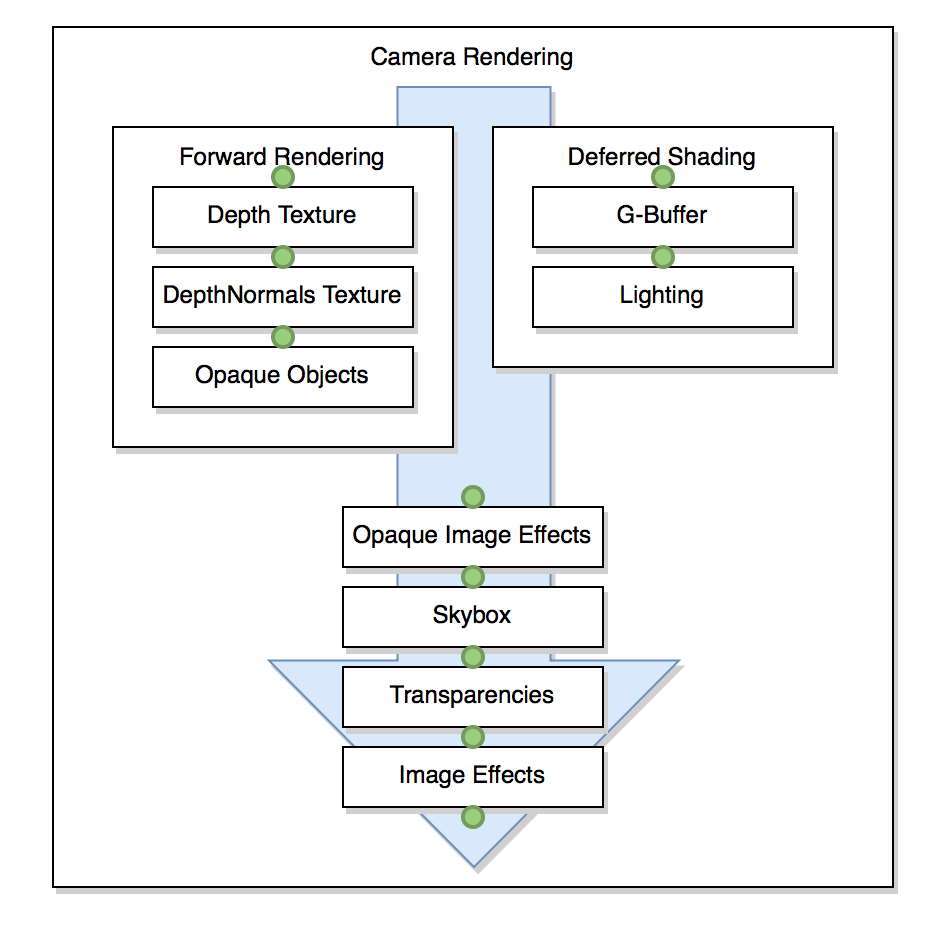 Camera Rendering
Forward Rendering
Depth Texture
DepthNormals Texture
Opaque Objects
Deferred Shading
G-Buffer
Lighting
Opaque Image Effects
Skybox
Transparencies
Image Effects